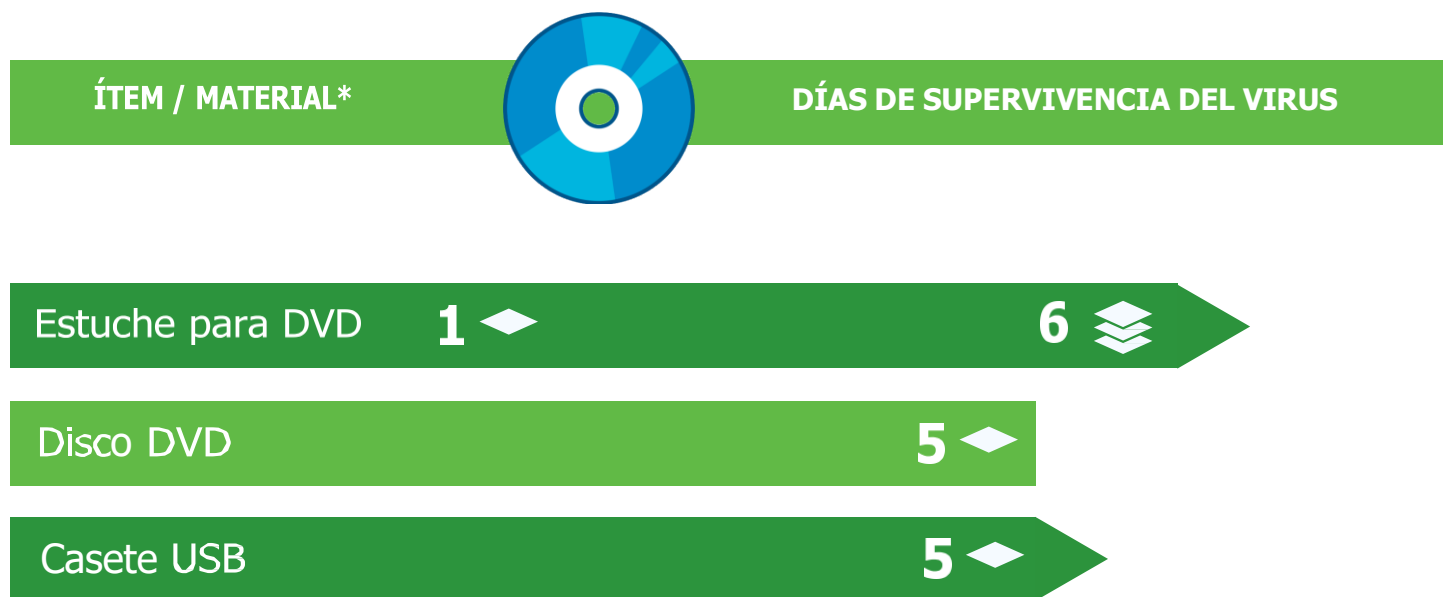 ÍTEM / MATERIAL*
DÍAS DE SUPERVIVENCIA DEL VIRUS
Estuche para DVD 1 6
Disco DVD 5
Casete USB 5